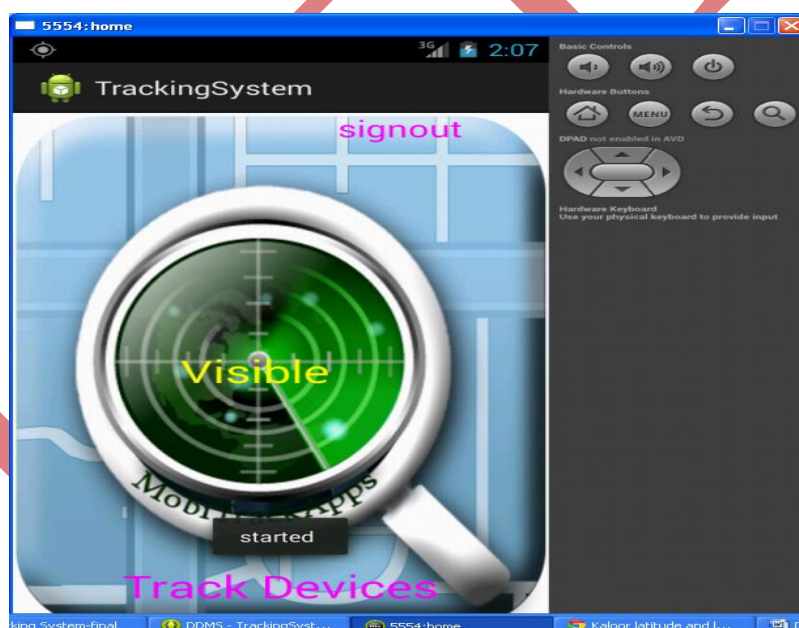 5554:home
3G 2:07
TrackingSystem
signout
Visible
MobiTrackApps
started
Track Devices
Basic Controls
Hardware Buttons
MENU
DPAD not enabled in AVD
Hardware Keyboard
Use your physical keyboard to provide input
king System-final
DDMS - TrackingSyst...
5554:home
Kaloor latitude and l...